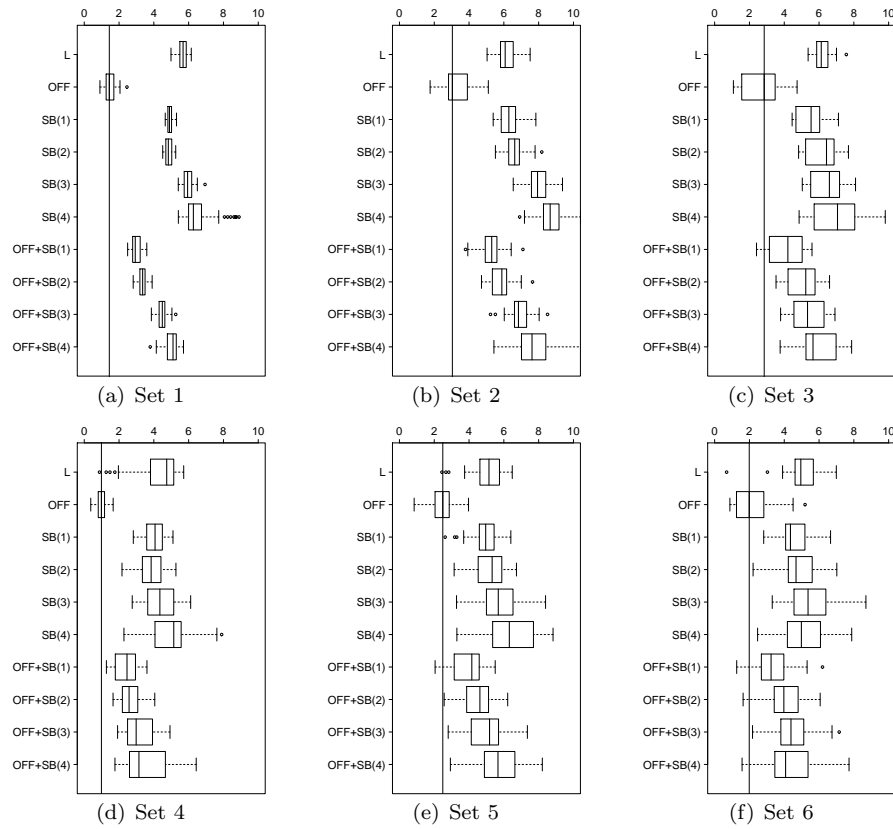 0 2 4 6 8 10
L
OFF
SB(1)
SB(2)
SB(3)
SB(4)
OFF+SB(1)
OFF+SB(2)
OFF+SB(3)
OFF+SB(4)
(a) Set 1
0 2 4 6 8 10
L
OFF
SB(1)
SB(2)
SB(3)
SB(4)
OFF+SB(1)
OFF+SB(2)
OFF+SB(3)
OFF+SB(4)
(b) Set 2
0 2 4 6 8 10
L
OFF
SB(1)
SB(2)
SB(3)
SB(4)
OFF+SB(1)
OFF+SB(2)
OFF+SB(3)
OFF+SB(4)
(c) Set 3
0 2 4 6 8 10
L
OFF
SB(1)
SB(2)
SB(3)
SB(4)
OFF+SB(1)
OFF+SB(2)
OFF+SB(3)
OFF+SB(4)
(d) Set 4
0 2 4 6 8 10
L
OFF
SB(1)
SB(2)
SB(3)
SB(4)
OFF+SB(1)
OFF+SB(2)
OFF+SB(3)
OFF+SB(4)
(e) Set 5
0 2 4 6 8 10
L
OFF
SB(1)
SB(2)
SB(3)
SB(4)
OFF+SB(1)
OFF+SB(2)
OFF+SB(3)
OFF+SB(4)
(f) Set 6